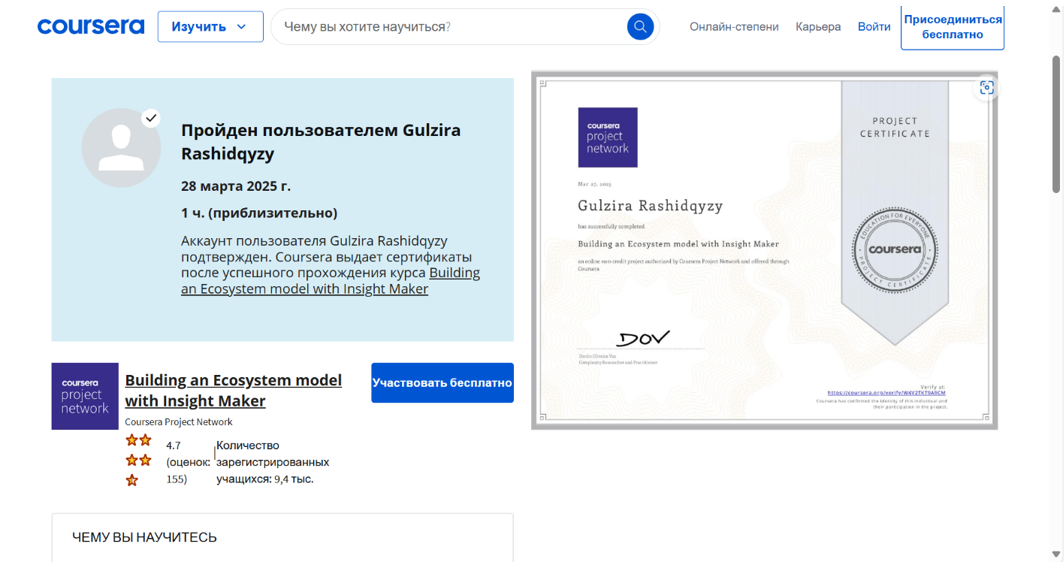 coursera
Изучить
Чему вы хотите научиться?
Онлайн-степени
Карьера
Войти
Присоединиться
бесплатно
Пройден пользователем Gulzira
Rashidqyzy
28 марта 2025 г.
1 ч. (приблизительно)
Аккаунт пользователя Gulzira Rashidqyzy
подтвержден. Coursera выдает сертификаты
после успешного прохождения курса Building
an Ecosystem model with Insight Maker
coursera
project
network
Building an Ecosystem model
with Insight Maker
Coursera Project Network
Участвовать бесплатно
4.7
(оценок:
155)
Количество
зарегистрированных
учащихся: 9,4 тыс.
ЧЕМУ ВЫ НАУЧИТЕСЬ
coursera
project
network
Mar 27, 2025
Gulzira Rashidqyzy
has successfully completed
Building an Ecosystem model with Insight Maker
an online non-credit project authorized by Coursera Project Network and offered through
Coursera
PROJECT
CERTIFICATE
EDUCATION FOR EVERYONE
coursera
PROJECT CERTIFICATE
DOV
Complexity Researcher and Practitioner
Verify at:
Coursera has confirmed the identity of this individual and
their participation in the project.